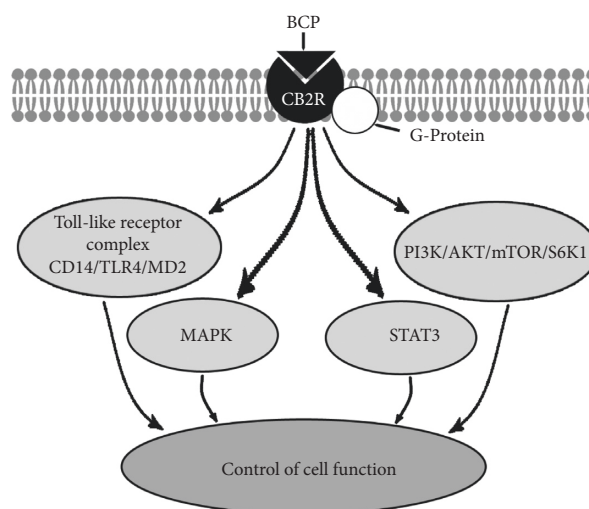 BCP
CB2R
G-Protein
Toll-like receptor
complex
CD14/TLR4/MD2
PI3K/AKT/mTOR/S6K1
MAPK
STAT3
Control of cell function